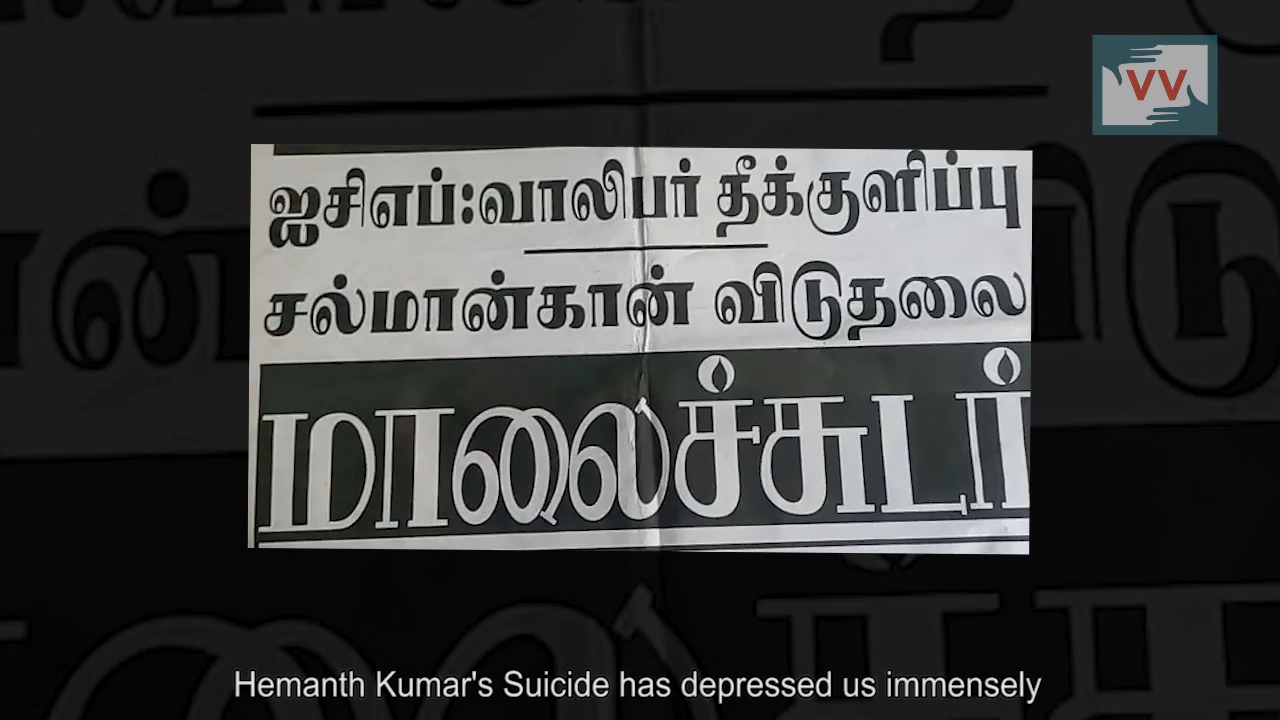 VV
ஐசிஎப்:வாலிபர் தீக்குளிப்பு
சல்மான்கான் விடுதலை
மாலைச்சுடர்
Hemanth Kumar's Suicide has depressed us immensely